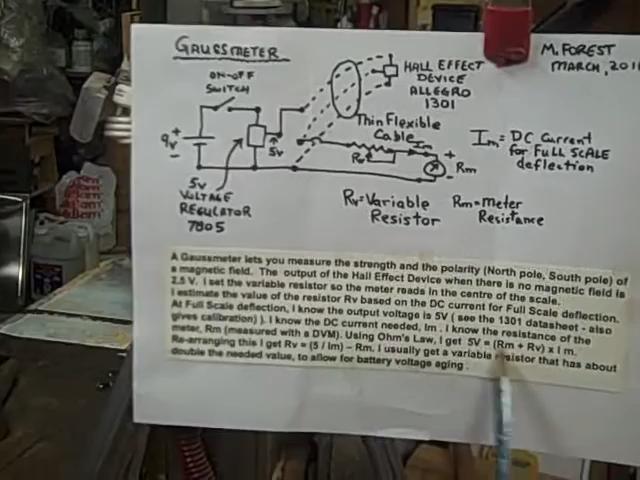 GAUSSMETER
M. FOREST
MARCH, 2011
ON-OFF
SWITCH
HALL EFFECT
DEVICE
ALLEGRO
1301
Thin Flexible
Cable
Im
9v
+
-
5v
Rv
+
Rm
-
Im = DC Current
for FULL SCALE
deflection
5v
VOLTAGE
REGULATOR
7805
Rv=Variable
Resistor
Rm=meter
Resistance
A Gaussmeter lets you measure the strength and the polarity (North pole, South pole) of
a magnetic field. The output of the Hall Effect Device when there is no magnetic field is
2.5 V. I set the variable resistor so the meter reads in the centre of the scale.
I estimate the value of the resistor Rv based on the DC current for Full Scale deflection.
At Full Scale deflection, I know the output voltage is 5V ( see the 1301 datasheet - also
gives calibration) ). I know the DC current needed, Im . I know the resistance of the
meter, Rm (measured with a DVM). Using Ohm's Law, I get 5V = (Rm + Rv) x I m.
Re-arranging this I get Rv = (5 / Im) – Rm. I usually get a variable resistor that has about
double the needed value, to allow for battery voltage aging .